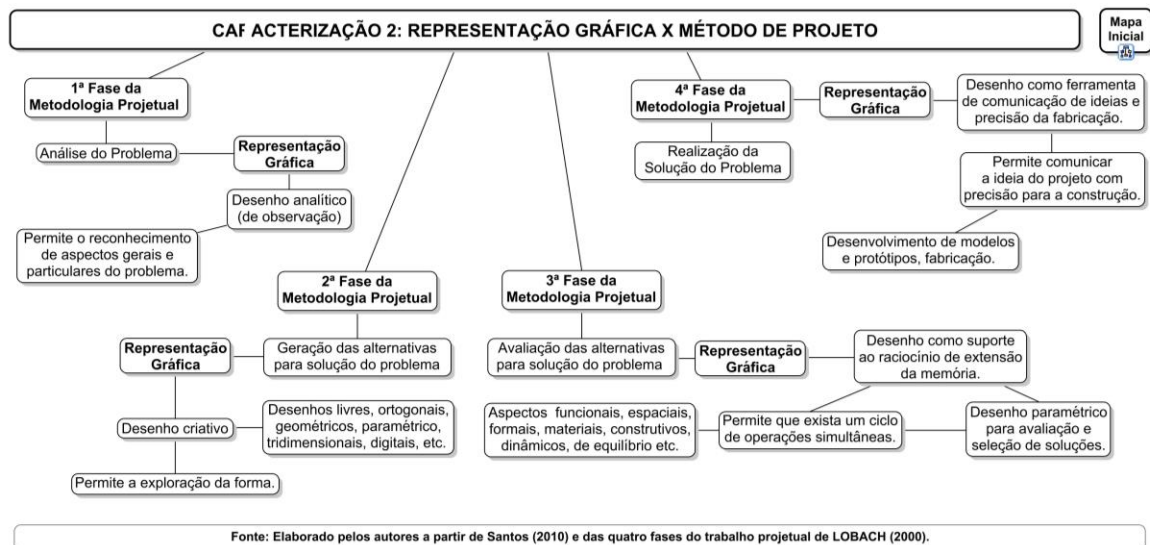 CAR ACTERIZAÇÃO 2: REPRESENTAÇÃO GRÁFICA X MÉTODO DE PROJETO
Mapa
Inicial
1ª Fase da
Metodologia Projetual
Análise do Problema
Representação
Gráfica
Desenho analítico
(de observação)
Permite o reconhecimento
de aspectos gerais e
particulares do problema.
2ª Fase da
Metodologia Projetual
Geração das alternativas
para solução do problema
Representação
Gráfica
Desenho criativo
Desenhos livres, ortogonais,
geométricos, paramétrico,
tridimensionais, digitais, etc.
Permite a exploração da forma.
3ª Fase da
Metodologia Projetual
Avaliação das alternativas
para solução do problema
Representação
Gráfica
Desenho como suporte
ao raciocínio de extensão
da memória.
Desenho paramétrico
para avaliação e
seleção de soluções.
Permite que exista um ciclo
de operações simultâneas.
Aspectos funcionais, espaciais,
formais, materiais, construtivos,
dinâmicos, de equilíbrio etc.
4ª Fase da
Metodologia Projetual
Realização da
Solução do Problema
Representação
Gráfica
Desenho como ferramenta
de comunicação de ideias e
precisão da fabricação.
Permite comunicar
a ideia do projeto com
precisão para a construção.
Desenvolvimento de modelos
e protótipos, fabricação.
Fonte: Elaborado pelos autores a partir de Santos (2010) e das quatro fases do trabalho projetual de LOBACH (2000).